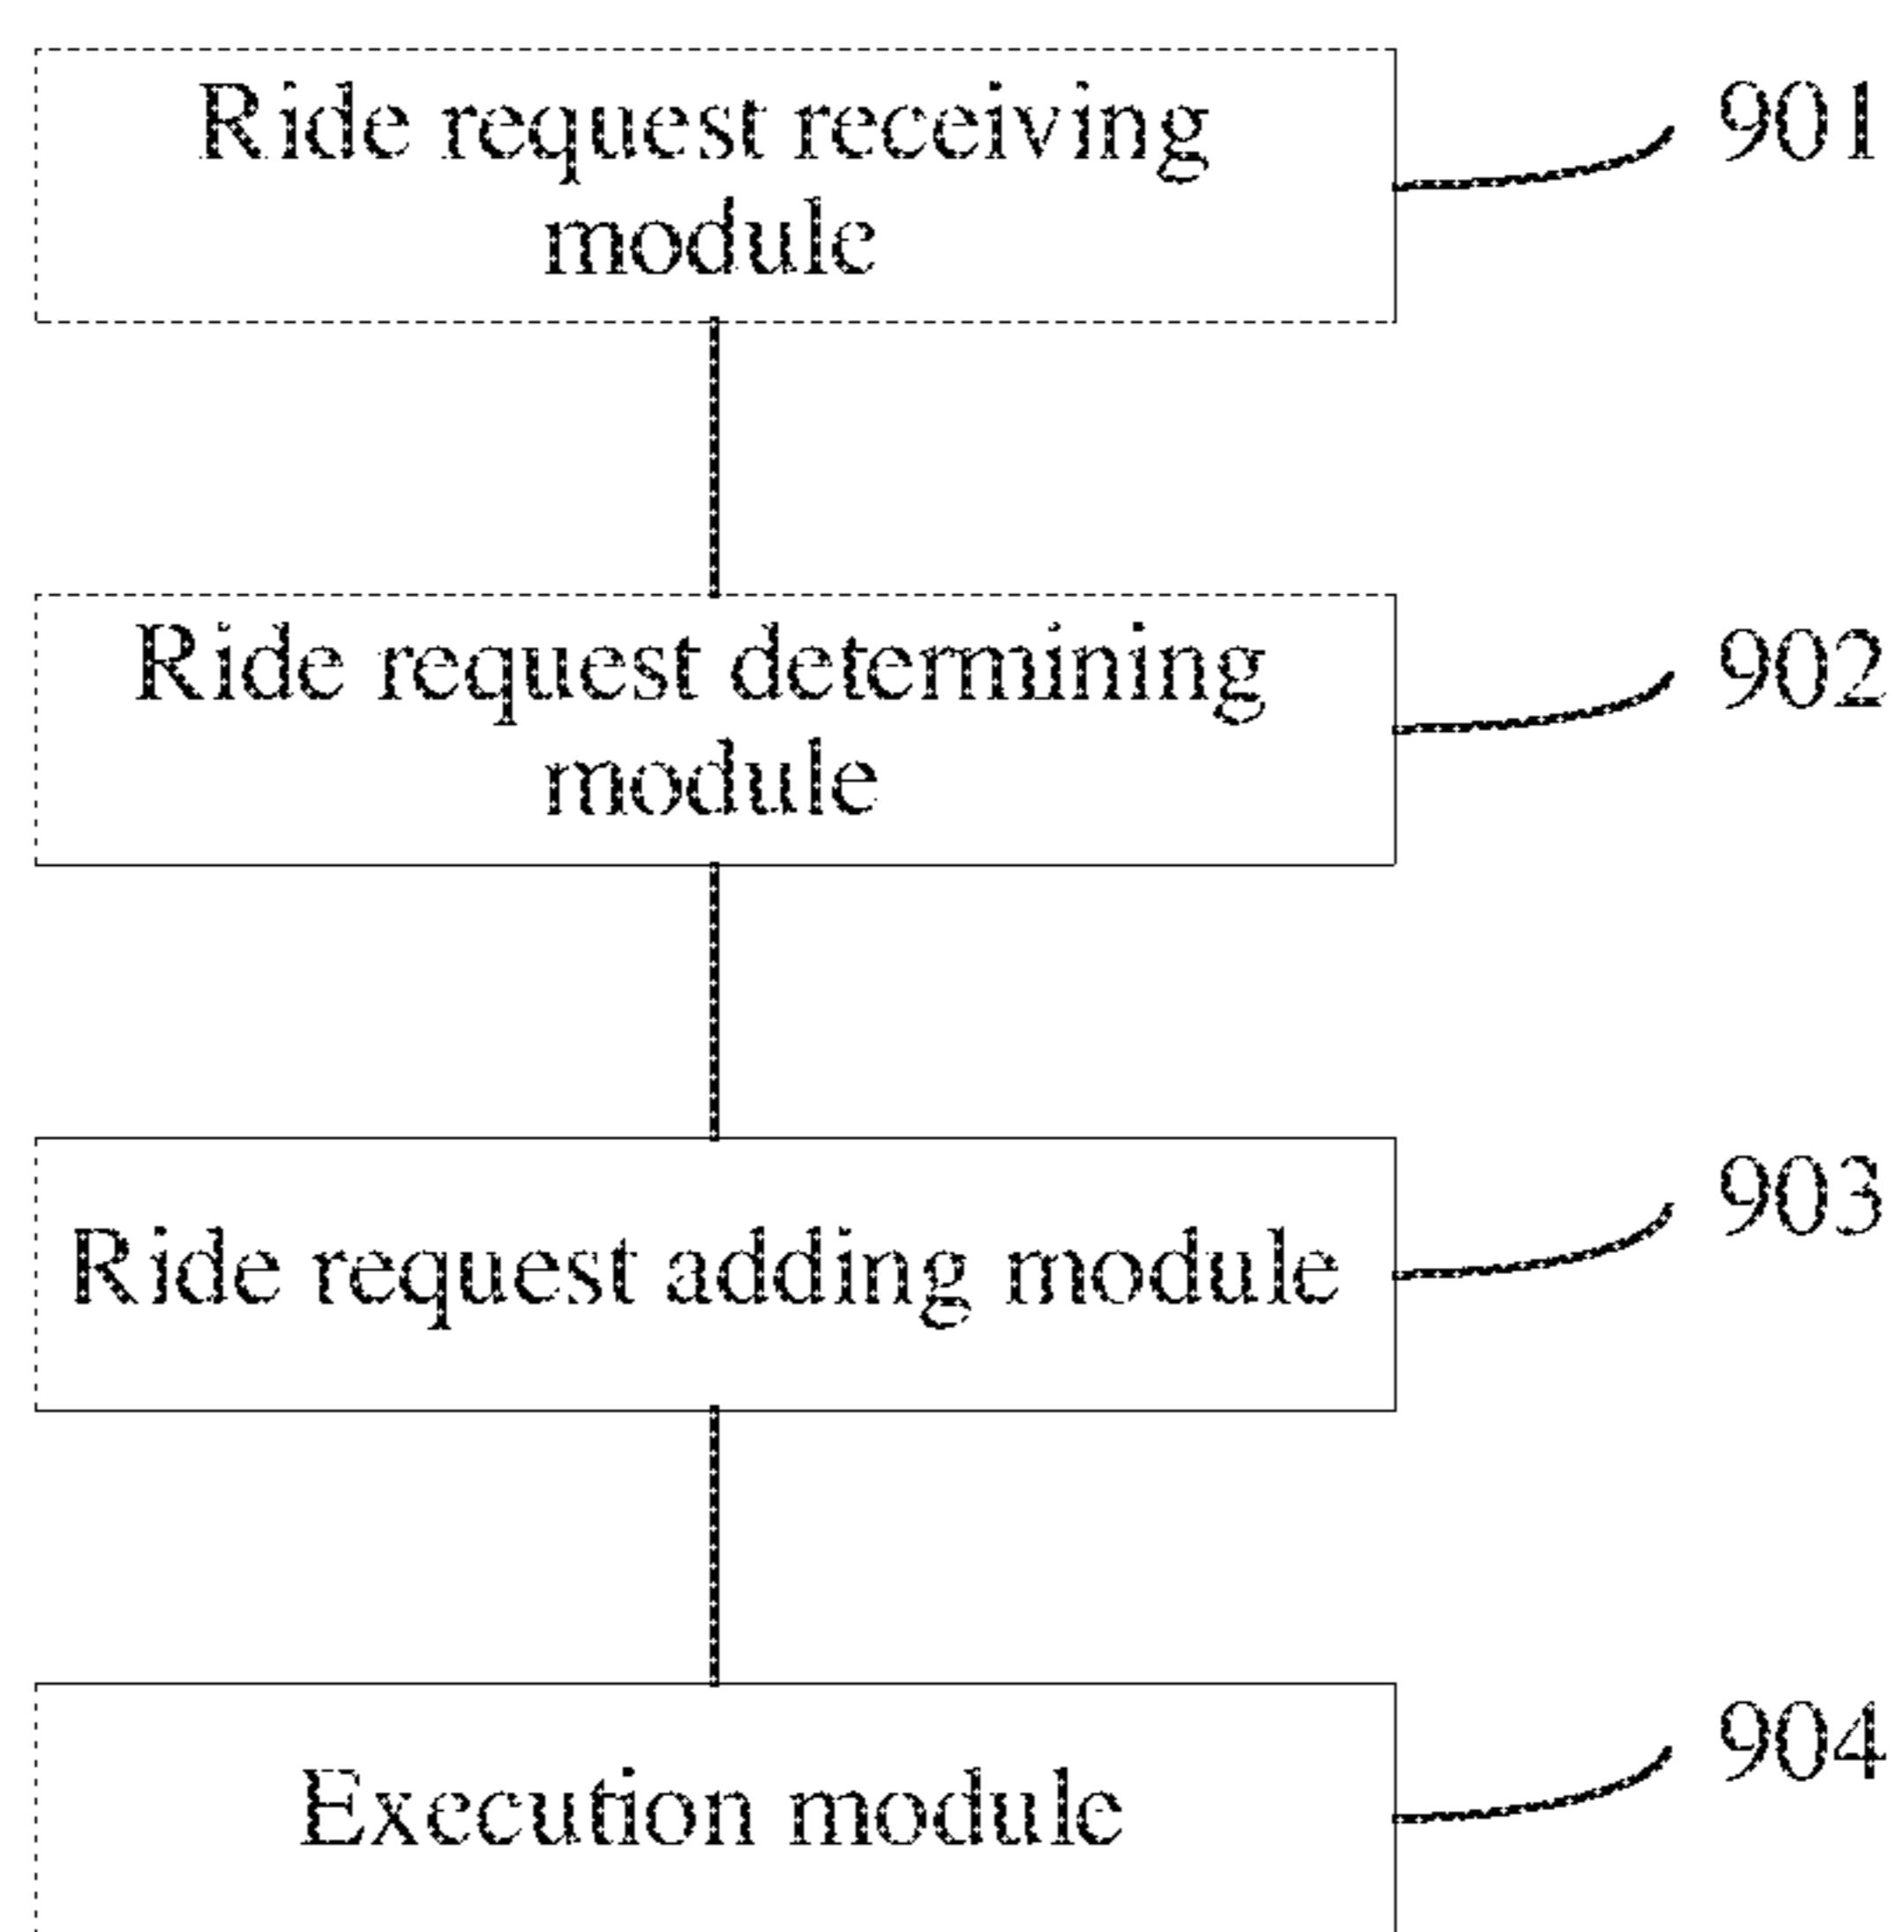 Ride request receiving
module
901
Ride request determining
module
902
Ride request adding module
903
Execution module
904